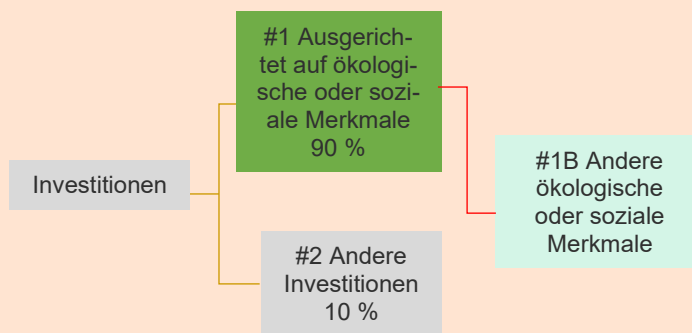 #1 Ausgerich-
tet auf ökologi-
sche oder sozi-
ale Merkmale
90 %
Investitionen
#1B Andere
ökologische
oder soziale
Merkmale
#2 Andere
Investitionen
10 %